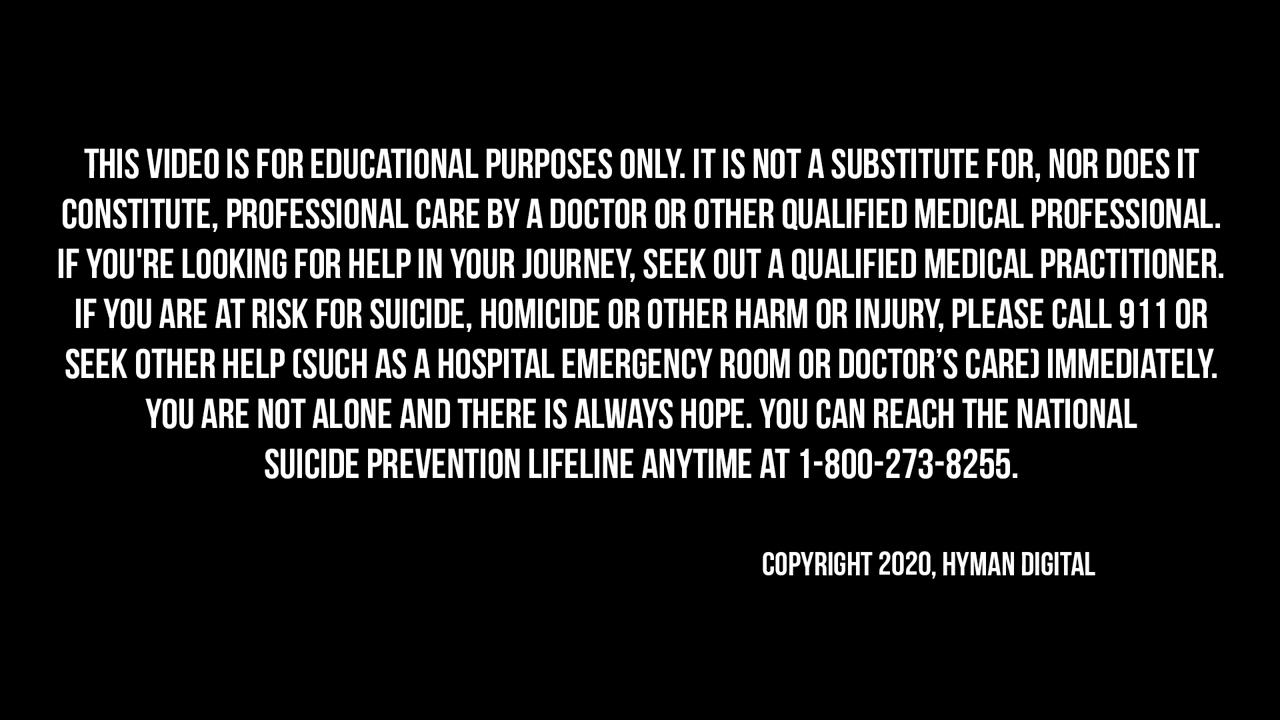 THIS VIDEO IS FOR EDUCATIONAL PURPOSES ONLY. IT IS NOT A SUBSTITUTE FOR, NOR DOES IT
CONSTITUTE, PROFESSIONAL CARE BY A DOCTOR OR OTHER QUALIFIED MEDICAL PROFESSIONAL.
IF YOU'RE LOOKING FOR HELP IN YOUR JOURNEY, SEEK OUT A QUALIFIED MEDICAL PRACTITIONER.
IF YOU ARE AT RISK FOR SUICIDE, HOMICIDE OR OTHER HARM OR INJURY, PLEASE CALL 911 OR
SEEK OTHER HELP (SUCH AS A HOSPITAL EMERGENCY ROOM OR DOCTOR’S CARE) IMMEDIATELY.
YOU ARE NOT ALONE AND THERE IS ALWAYS HOPE. YOU CAN REACH THE NATIONAL
SUICIDE PREVENTION LIFELINE ANYTIME AT 1-800-273-8255.
COPYRIGHT 2020, HYMAN DIGITAL